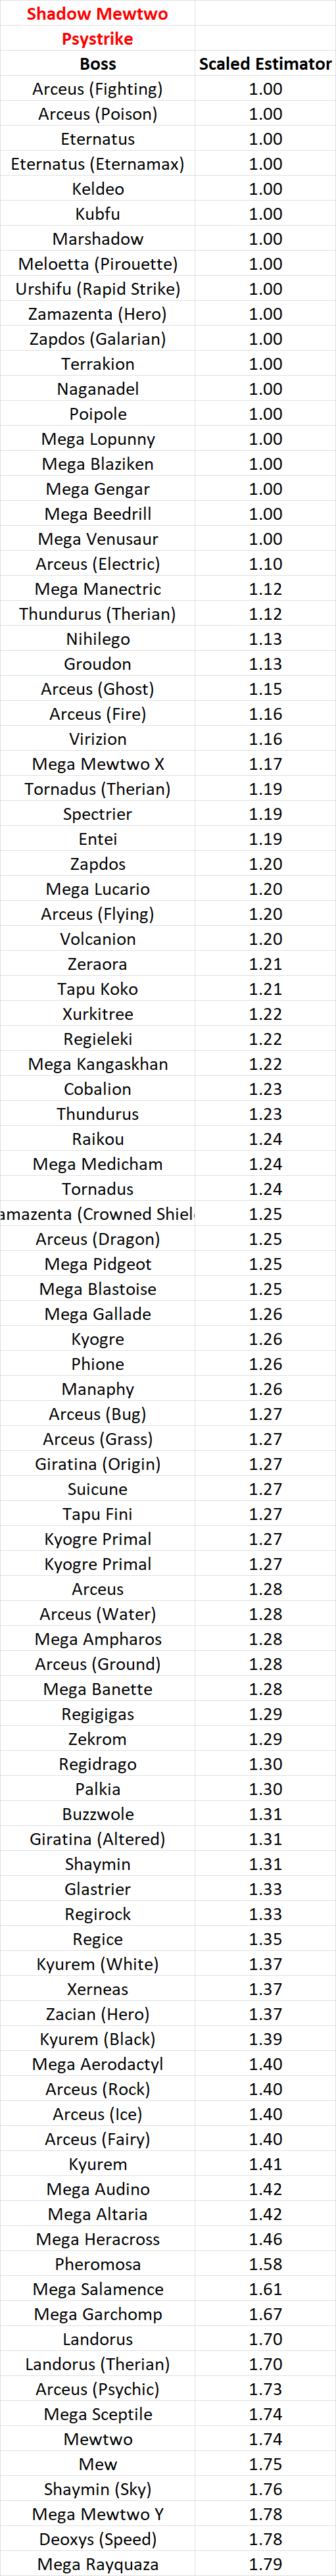 Shadow Mewtwo
Psystrike
Boss Scaled Estimator
Arceus (Fighting) 1.00
Arceus (Poison) 1.00
Eternatus 1.00
Eternatus (Eternamax) 1.00
Keldeo 1.00
Kubfu 1.00
Marshadow 1.00
Meloetta (Pirouette) 1.00
Urshifu (Rapid Strike) 1.00
Zamazenta (Hero) 1.00
Zapdos (Galarian) 1.00
Terrakion 1.00
Naganadel 1.00
Poipole 1.00
Mega Lopunny 1.00
Mega Blaziken 1.00
Mega Gengar 1.00
Mega Beedrill 1.00
Mega Venusaur 1.00
Arceus (Electric) 1.10
Mega Manectric 1.12
Thundurus (Therian) 1.12
Nihilego 1.13
Groudon 1.13
Arceus (Ghost) 1.15
Arceus (Fire) 1.16
Virizion 1.16
Mega Mewtwo X 1.17
Tornadus (Therian) 1.19
Spectrier 1.19
Entei 1.19
Zapdos 1.20
Mega Lucario 1.20
Arceus (Flying) 1.20
Volcanion 1.20
Zeraora 1.21
Tapu Koko 1.21
Xurkitree 1.22
Regieleki 1.22
Mega Kangaskhan 1.22
Cobalion 1.23
Thundurus 1.23
Raikou 1.24
Mega Medicham 1.24
Tornadus 1.24
amazenta (Crowned Shiel 1.25
Arceus (Dragon) 1.25
Mega Pidgeot 1.25
Mega Blastoise 1.25
Mega Gallade 1.26
Kyogre 1.26
Phione 1.26
Manaphy 1.26
Arceus (Bug) 1.27
Arceus (Grass) 1.27
Giratina (Origin) 1.27
Suicune 1.27
Tapu Fini 1.27
Kyogre Primal 1.27
Kyogre Primal 1.27
Arceus 1.28
Arceus (Water) 1.28
Mega Ampharos 1.28
Arceus (Ground) 1.28
Mega Banette 1.28
Regigigas 1.29
Zekrom 1.29
Regidrago 1.30
Palkia 1.30
Buzzwole 1.31
Giratina (Altered) 1.31
Shaymin 1.31
Glastrier 1.33
Regirock 1.33
Regice 1.35
Kyurem (White) 1.37
Xerneas 1.37
Zacian (Hero) 1.37
Kyurem (Black) 1.39
Mega Aerodactyl 1.40
Arceus (Rock) 1.40
Arceus (Ice) 1.40
Arceus (Fairy) 1.40
Kyurem 1.41
Mega Audino 1.42
Mega Altaria 1.42
Mega Heracross 1.46
Pheromosa 1.58
Mega Salamence 1.61
Mega Garchomp 1.67
Landorus 1.70
Landorus (Therian) 1.70
Arceus (Psychic) 1.73
Mega Sceptile 1.74
Mewtwo 1.74
Mew 1.75
Shaymin (Sky) 1.76
Mega Mewtwo Y 1.78
Deoxys (Speed) 1.78
Mega Rayquaza 1.79